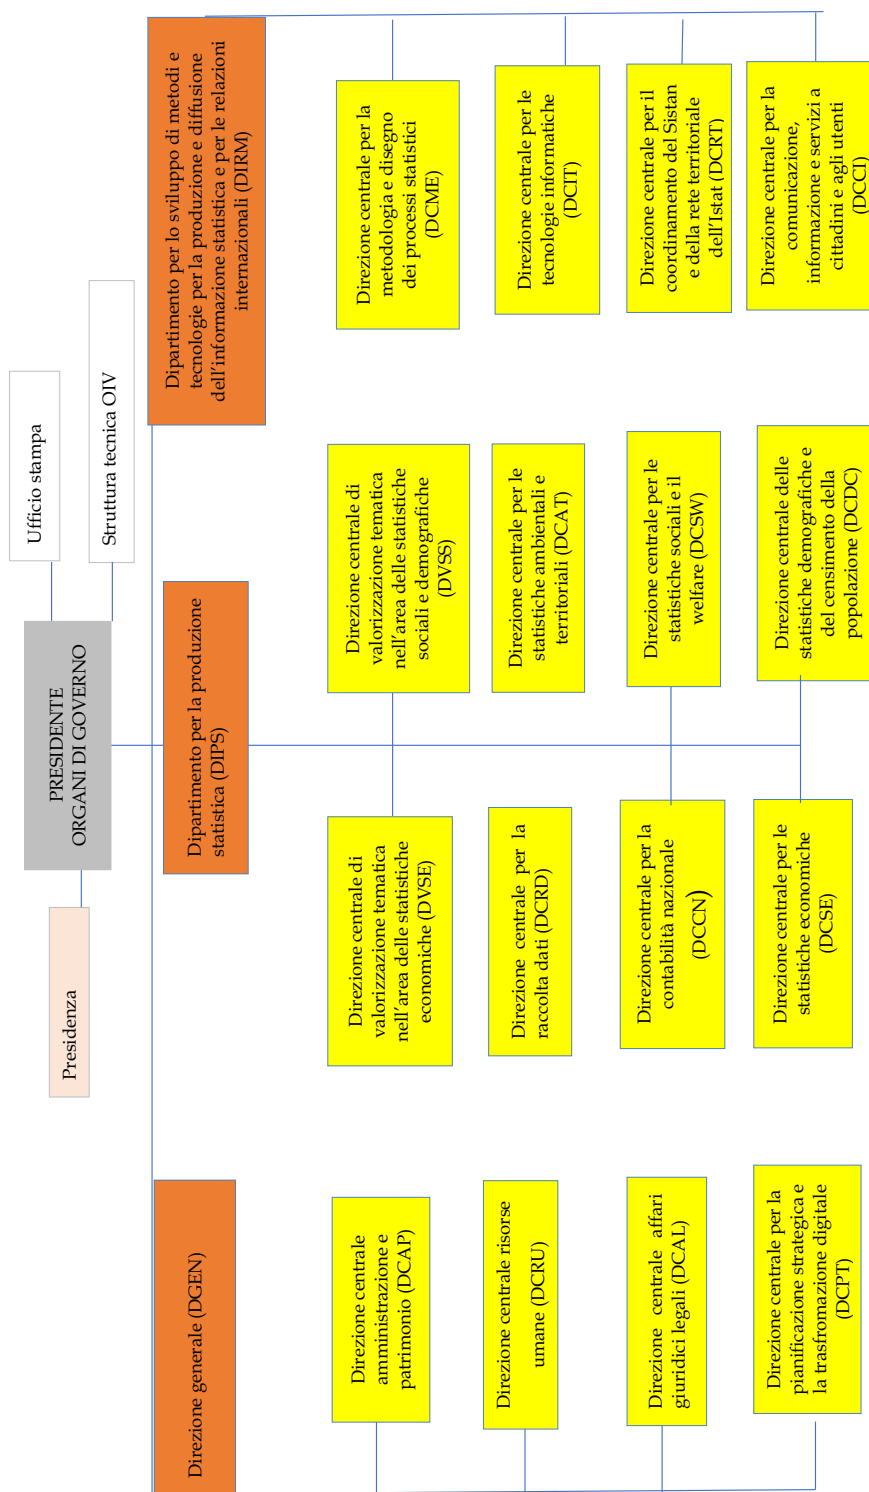 Presidenza
PRESIDENTE
ORGANI DI GOVERNO
Ufficio stampa
Struttura tecnica OIV
Direzione generale (DGEN)
Dipartimento per la produzione
statistica (DIPS)
Dipartimento per lo sviluppo di metodi e
tecnologie per la produzione e diffusione
dell'informazione statistica e per le relazioni
internazionali (DIRM)
Direzione centrale
amministrazione e
patrimonio (DCAP)
Direzione centrale di
valorizzazione tematica
nell'area delle statistiche
economiche (DVSE)
Direzione centrale di
valorizzazione tematica
nell'area delle statistiche
sociali e demografiche
(DVSS)
Direzione centrale per la
metodologia e disegno
dei processi statistici
(DCME)
Direzione centrale risorse
umane (DCRU)
Direzione centrale per la
raccolta dati (DCRD)
Direzione centrale per le
statistiche ambientali e
territoriali (DCAT)
Direzione centrale per le
tecnologie informatiche
(DCIT)
Direzione centrale affari
giuridici legali (DCAL)
Direzione centrale per la
contabilità nazionale
(DCCN)
Direzione centrale per le
statistiche sociali e il
welfare (DCSW)
Direzione centrale per il
coordinamento del Sistan
e della rete territoriale
dell'Istat (DCRT)
Direzione centrale per la
pianificazione strategica e
la trasfromazione digitale
(DCPT)
Direzione centrale per le
statistiche economiche
(DCSE)
Direzione centrale delle
statistiche demografiche e
del censimento della
popolazione (DCDC)
Direzione centrale per la
comunicazione,
informazione e servizi a
cittadini e agli utenti
(DCCI)